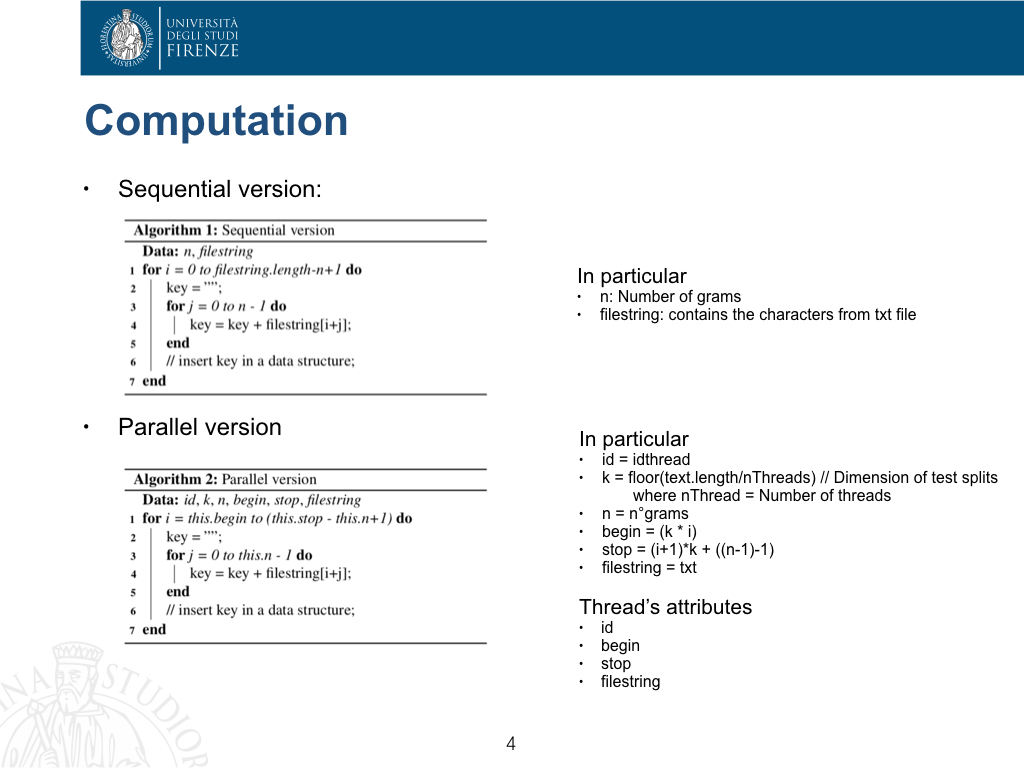 UNIVERSITÀ
DEGLI STUDI
FIRENZE
Computation
• Sequential version:
Algorithm 1: Sequential version
Data: n, filestring
1 for i = 0 to filestring.length-n+1 do
2 key = "";
3 for j = 0 to n - 1 do
4 key = key + filestring[i+j];
5 end
6 // insert key in a data structure;
7 end
In particular
• n: Number of grams
• filestring: contains the characters from txt file
• Parallel version
Algorithm 2: Parallel version
Data: id, k, n, begin, stop, filestring
1 for i = this.begin to (this.stop - this.n+1) do
2 key = "";
3 for j = 0 to this.n - 1 do
4 key = key + filestring[i+j];
5 end
6 // insert key in a data structure;
7 end
In particular
• id = idthread
• k = floor(text.length/nThreads) // Dimension of test splits
where nThread = Number of threads
• n = n°grams
• begin = (k * i)
• stop = (i+1)*k + ((n-1)-1)
• filestring = txt
Thread's attributes
• id
• begin
• stop
• filestring
4